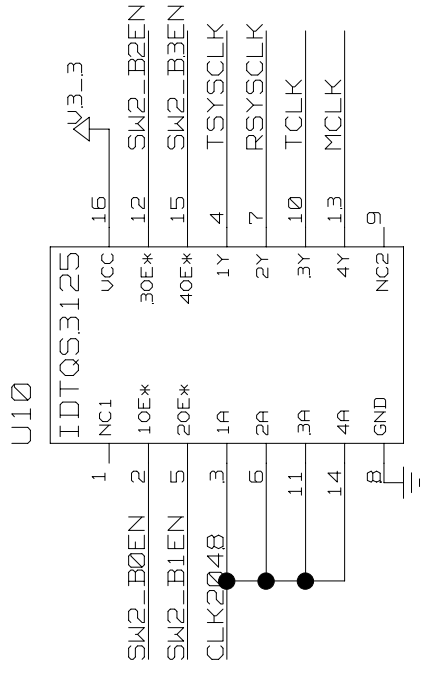 U10
IDTQS3125
SW2_B0EN
SW2_B1EN
CLK2048
1
2
5
3
6
11
14
8
NC1
1OE*
2OE*
1A
2A
3A
4A
GND
VCC
3OE*
4OE*
1Y
2Y
3Y
4Y
NC2
16
12
15
4
7
10
13
9
V3_3
SW2_B2EN
SW2_B3EN
TSYSCLK
RSYSCLK
TCLK
MCLK